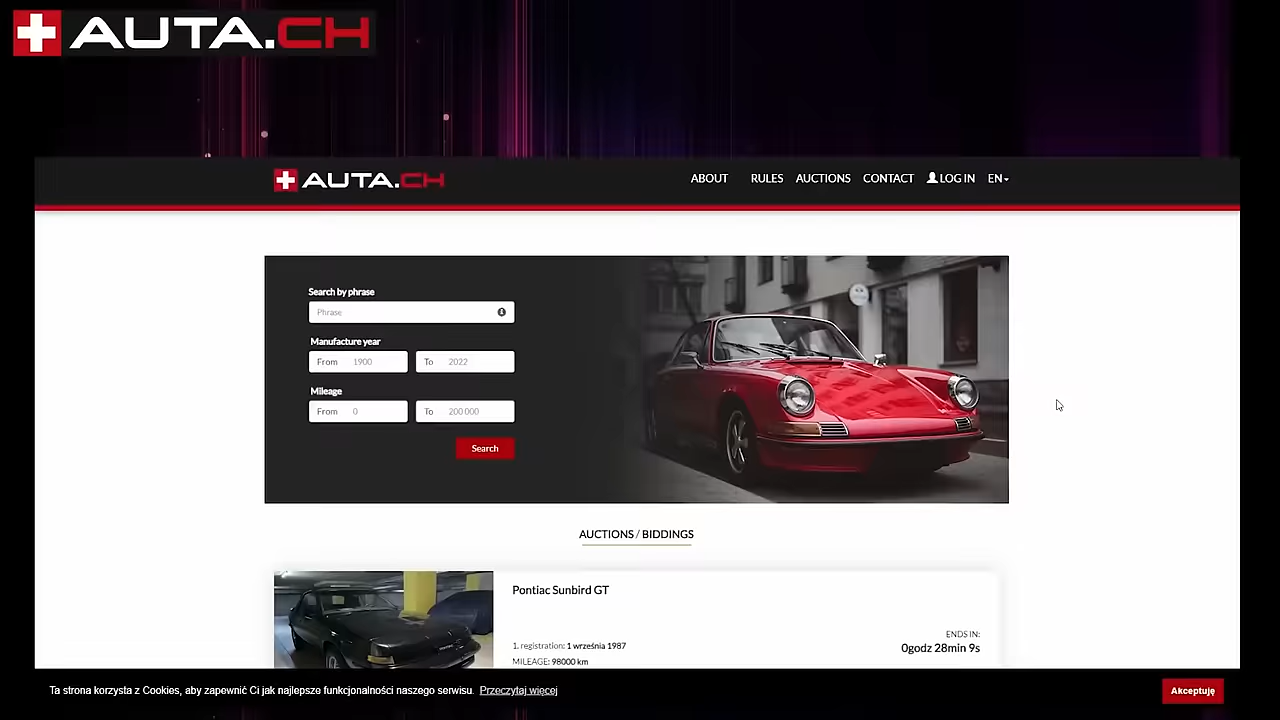 AUTA.CH
AUTA.CH
ABOUT RULES AUCTIONS CONTACT LOG IN EN
Search by phrase
Phrase
Manufacture year
From 1900 To 2022
Mileage
From 0 To 200 000
Search
AUCTIONS / BIDDINGS
Pontiac Sunbird GT
ENDS IN:
1. registration: 1 września 1987
0godz 28min 9s
MILEAGE: 98000 km
Ta strona korzysta z Cookies, aby zapewnić Ci jak najlepsze funkcjonalności naszego serwisu. Przeczytaj więcej
Akceptuję